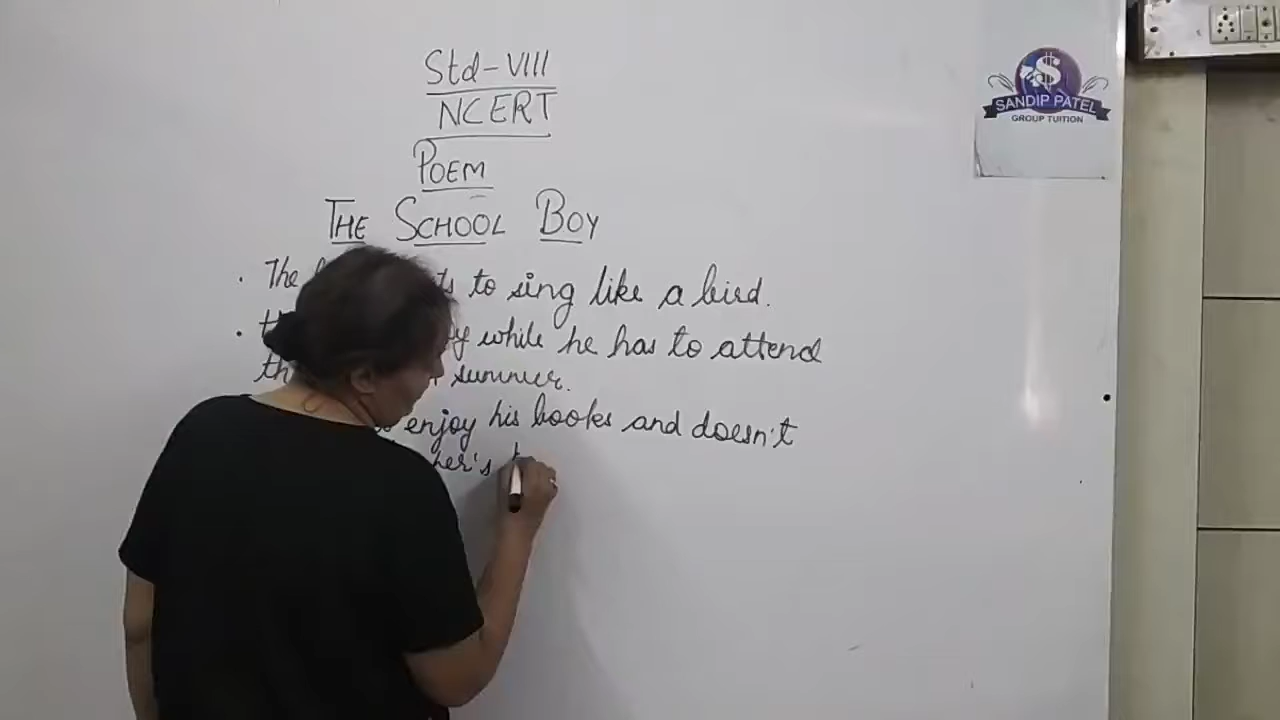 Std-VIII
NCERT
POEM
THE SCHOOL BOY
· The to sing like a bird.
· while he has to attend
summer.
enjoy his books and doesn't
SANDIP PATEL
GROUP TUITION